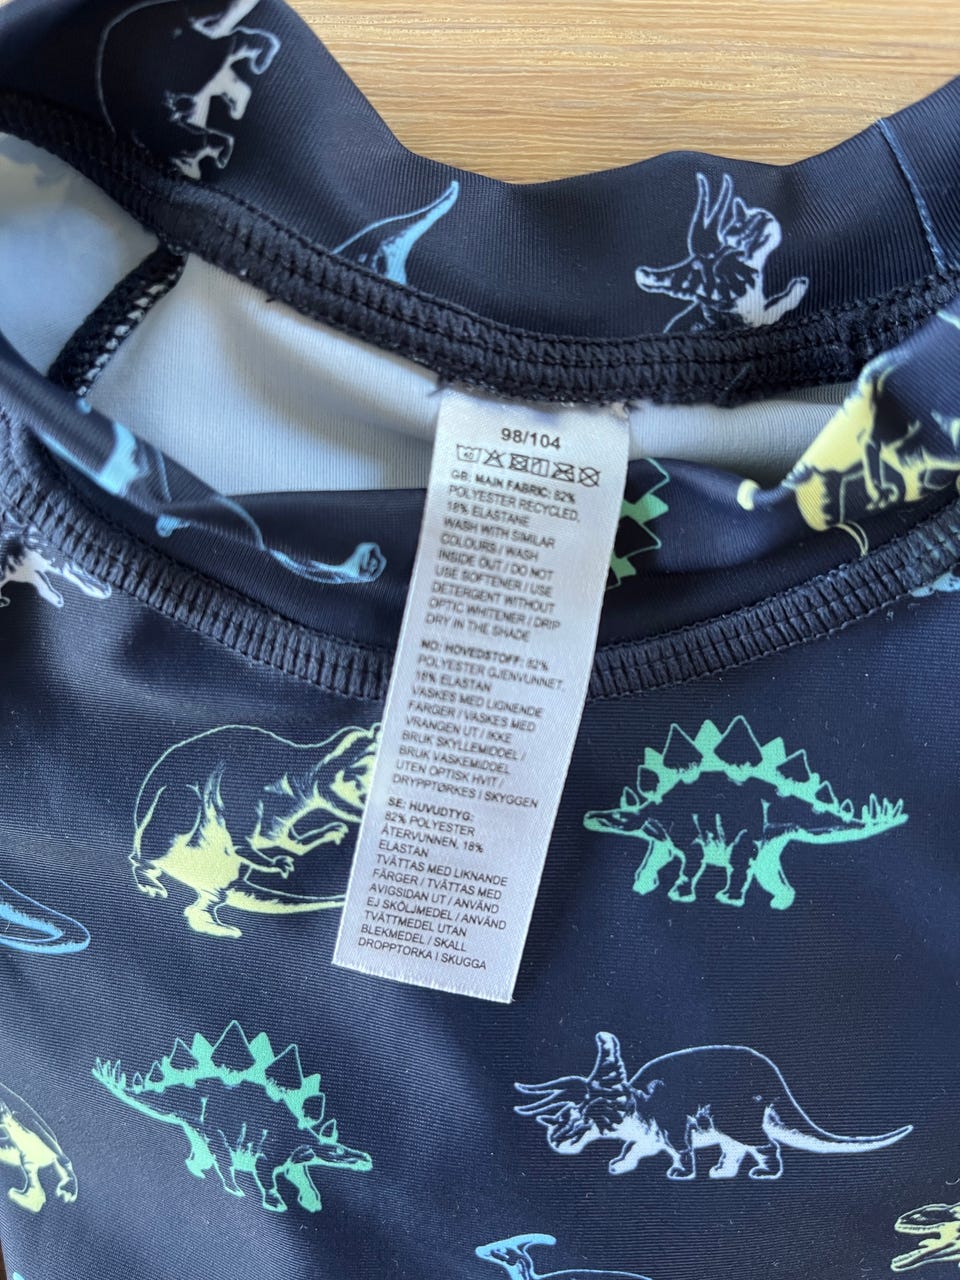 98/104
40
GB: MAIN FABRIC: 82%
POLYESTER RECYCLED,
18% ELASTANE
WASH WITH SIMILAR
COLOURS / WASH
INSIDE OUT / DO NOT
USE SOFTENER / USE
DETERGENT WITHOUT
OPTIC WHITENER / DRIP
DRY IN THE SHADE
NO: HOVEDSTOFF: 82%
POLYESTER GJENVUNNET,
18% ELASTAN
VASKES MED LIGNENDE
FARGER / VASKES MED
VRANGEN UT / IKKE
BRUK SKYLLEMIDDEL /
BRUK VASKEMIDDEL
UTEN OPTISK HVIT /
DRYPPTØRKES I SKYGGEN
SE: HUVUDTYG:
82% POLYESTER
ÅTERVUNNEN, 18%
ELASTAN
TVÄTTAS MED LIKNANDE
FÄRGER / TVÄTTAS MED
AVIGSIDAN UT / ANVÄND
EJ SKÖLJMEDEL / ANVÄND
TVÄTTMEDEL UTAN
BLEKMEDEL / SKALL
DROPPTORKA I SKUGGA